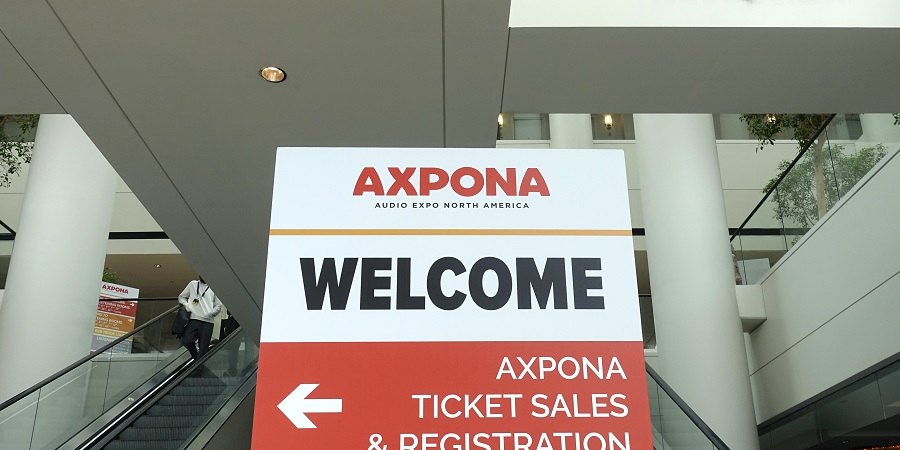 AXPONA
AUDIO EXPO NORTH AMERICA
WELCOME
AXPONA
TICKET SALES
& REGISTRATION
AXPONA